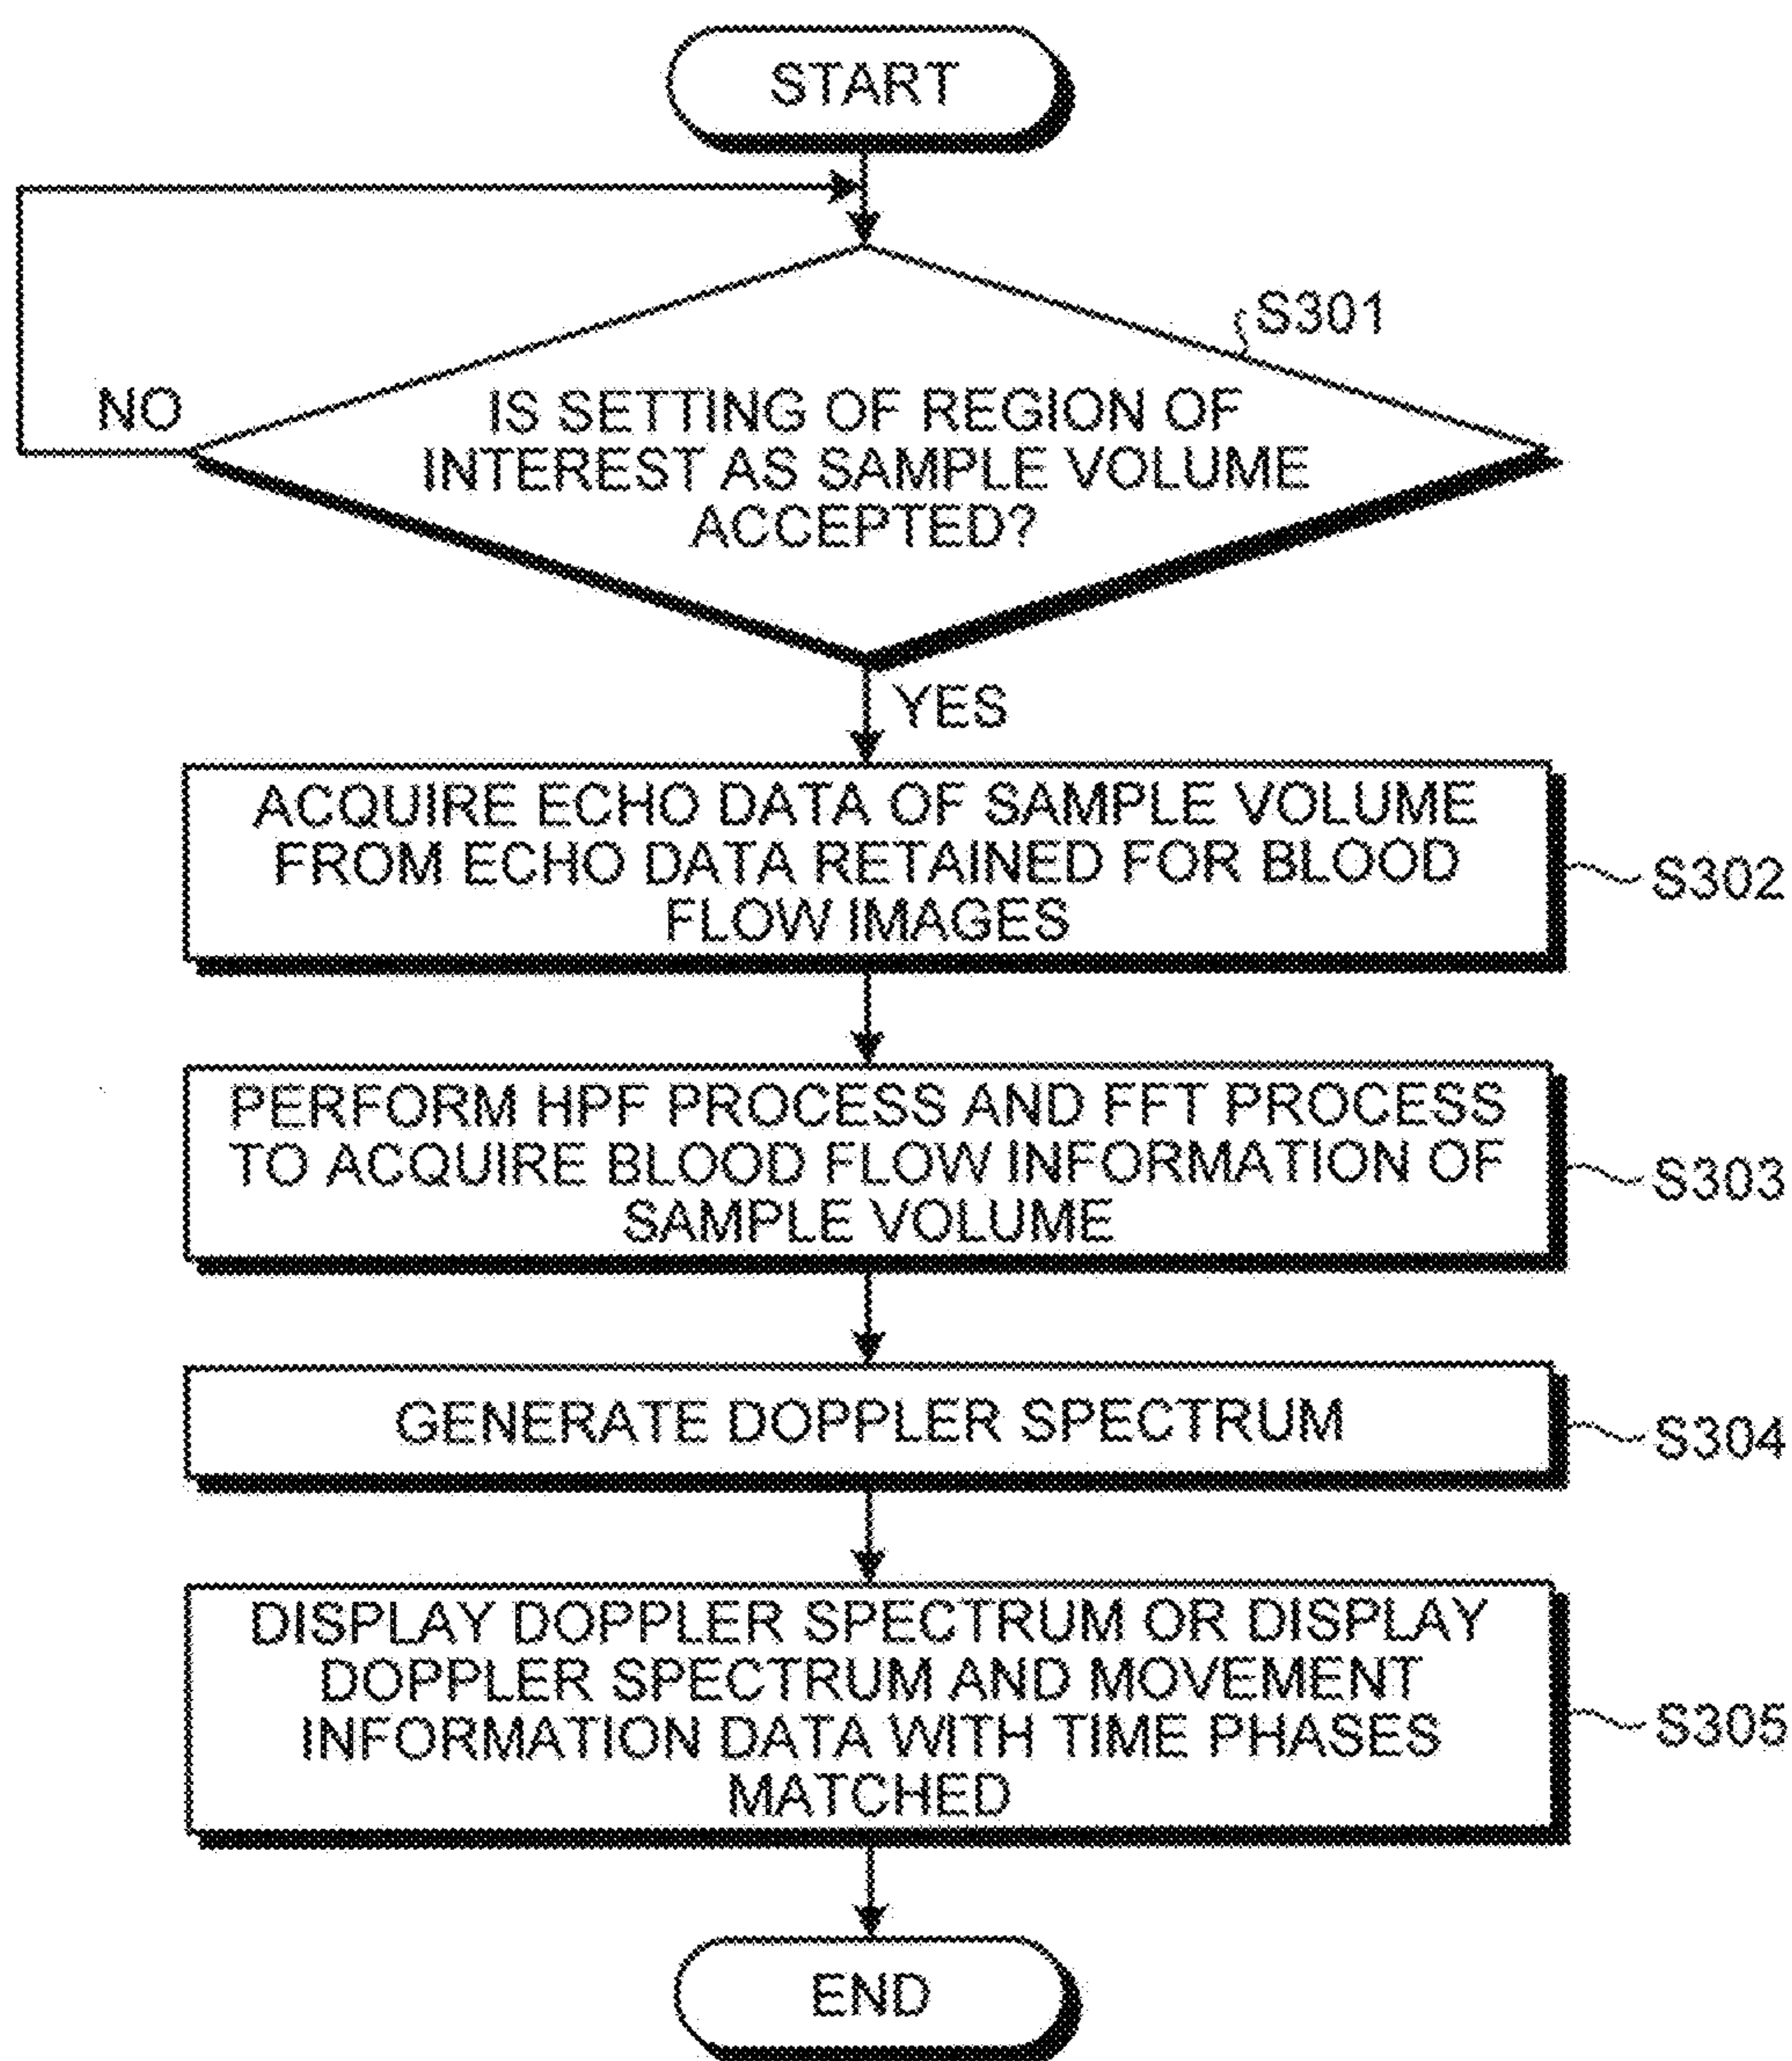 START
S301
NO
IS SETTING OF REGION OF
INTEREST AS SAMPLE VOLUME
ACCEPTED?
YES
ACQUIRE ECHO DATA OF SAMPLE VOLUME
FROM ECHO DATA RETAINED FOR BLOOD
FLOW IMAGES
S302
PERFORM HPF PROCESS AND FFT PROCESS
TO ACQUIRE BLOOD FLOW INFORMATION OF
SAMPLE VOLUME
S303
GENERATE DOPPLER SPECTRUM
S304
DISPLAY DOPPLER SPECTRUM OR DISPLAY
DOPPLER SPECTRUM AND MOVEMENT
INFORMATION DATA WITH TIME PHASES
MATCHED
S305
END